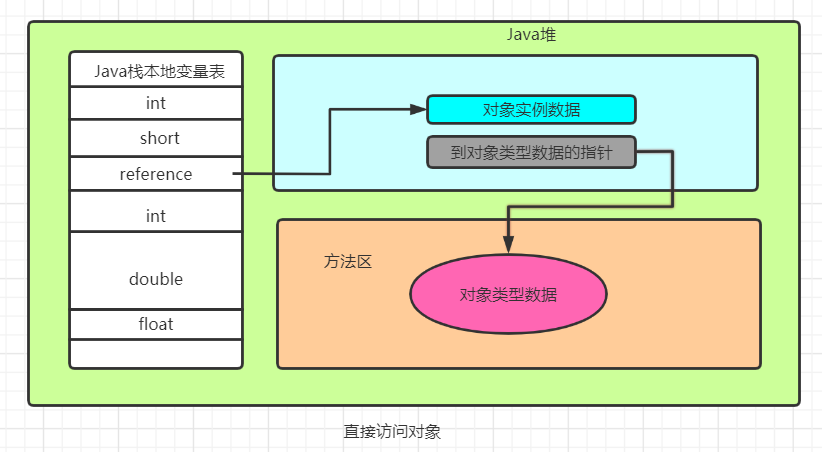 Java堆
Java栈本地变量表
int
short
reference
int
double
float
对象实例数据
到对象类型数据的指针
方法区
对象类型数据
直接访问对象